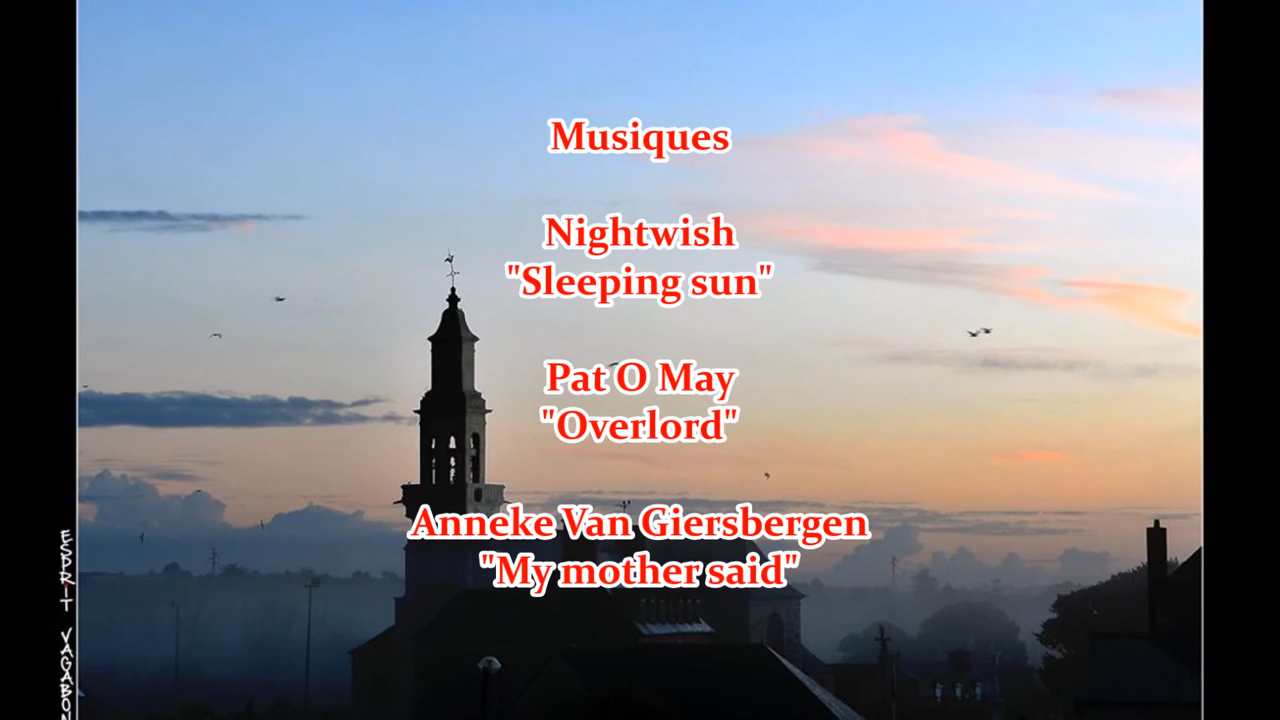 Musiques
Nightwish
"Sleeping sun"
Pat O May
"Overlord"
Anneke Van Giersbergen
"My mother said"
ESPRIT VAGABON